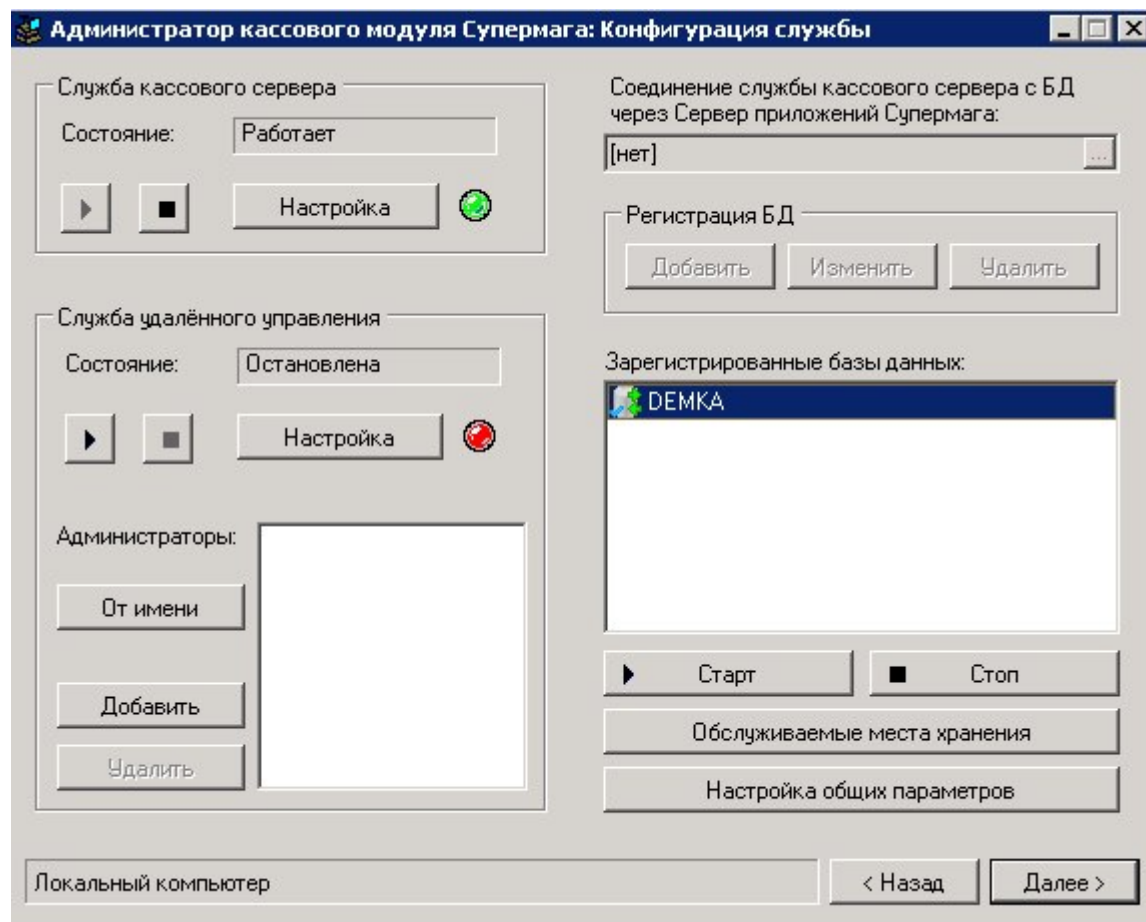 Администратор кассового модуля Супермага: Конфигурация службы
Служба кассового сервера
Состояние: Работает
Настройка
Служба удалённого управления
Состояние: Остановлена
Настройка
Администраторы:
От имени
Добавить
Удалить
Соединение службы кассового сервера с БД
через Сервер приложений Супермага:
[нет] ...
Регистрация БД
Добавить Изменить Удалить
Зарегистрированные базы данных:
DEMKA
Старт Стоп
Обслуживаемые места хранения
Настройка общих параметров
Локальный компьютер < Назад Далее >